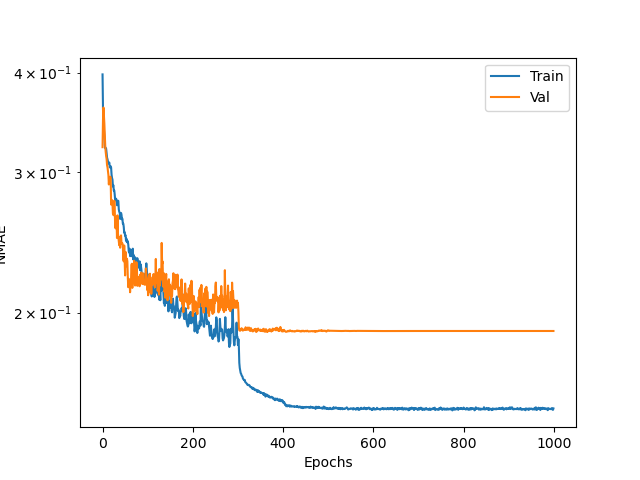 4 × 10⁻¹
3 × 10⁻¹
2 × 10⁻¹
NMAE
Train
Val
0 200 400 600 800 1000
Epochs